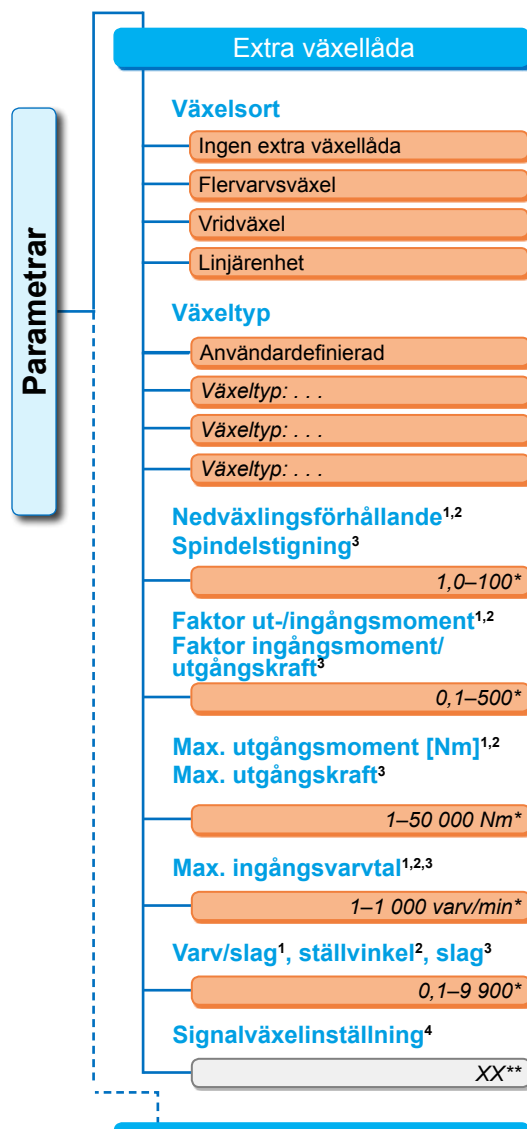 Parametrar
Extra växellåda
Växelsort
Ingen extra växellåda
Flervarvsväxel
Vridväxel
Linjärenhet
Växeltyp
Användardefinierad
Växeltyp: . . .
Växeltyp: . . .
Växeltyp: . . .
Nedväxlingsförhållande1,2
Spindelstigning3
1,0–100*
Faktor ut-/ingångsmoment1,2
Faktor ingångsmoment/
utgångskraft3
0,1–500*
Max. utgångsmoment [Nm]1,2
Max. utgångskraft3
1–50 000 Nm*
Max. ingångsvarvtal1,2,3
1–1 000 varv/min*
Varv/slag1, ställvinkel2, slag3
0,1–9 900*
Signalväxelinställning4
XX**